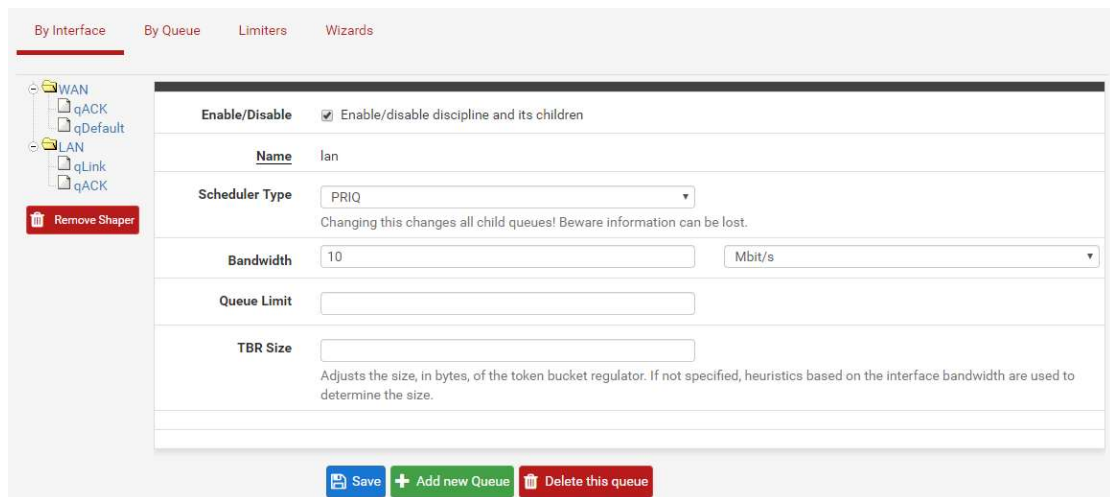 By Interface By Queue Limiters Wizards
WAN
qACK
qDefault
LAN
qLink
qACK
Remove Shaper
Enable/Disable Enable/disable discipline and its children
Name lan
Scheduler Type PRIQ
Changing this changes all child queues! Beware information can be lost.
Bandwidth 10 Mbit/s
Queue Limit
TBR Size
Adjusts the size, in bytes, of the token bucket regulator. If not specified, heuristics based on the interface bandwidth are used to
determine the size.
Save Add new Queue Delete this queue